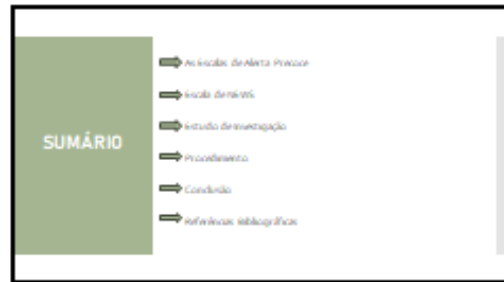 SUMÁRIO
As Escalas de Alerta Precoce
Escala de NEWS
Estudo de Investigação
Procedimento
Conclusão
Referências Bibliográficas